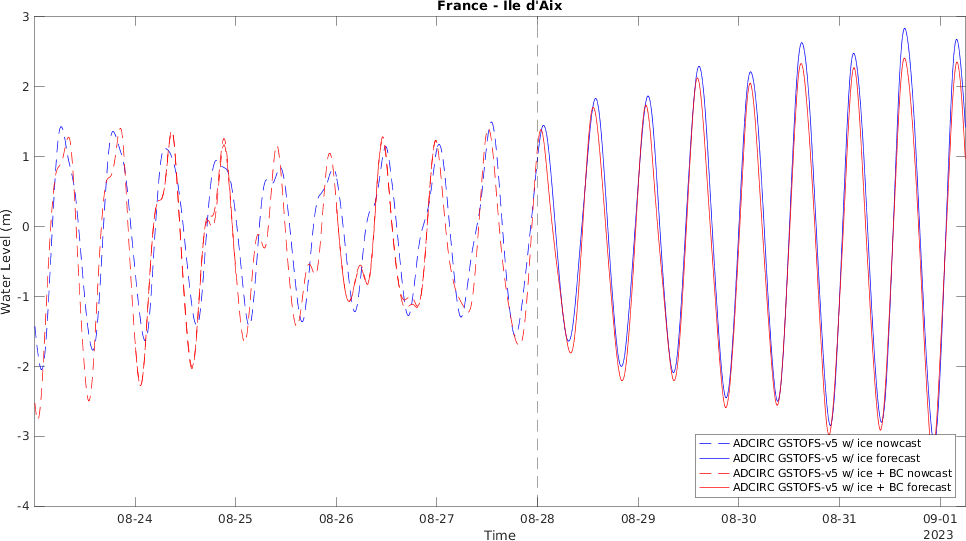 France - Ile d'Aix
3
2
1
0
-1
-2
-3
-4
Water Level (m)
ADCIRC GSTOFS-v5 w/ ice nowcast
ADCIRC GSTOFS-v5 w/ ice forecast
ADCIRC GSTOFS-v5 w/ ice + BC nowcast
ADCIRC GSTOFS-v5 w/ ice + BC forecast
08-24 08-25 08-26 08-27 08-28 08-29 08-30 08-31 09-01
Time 2023